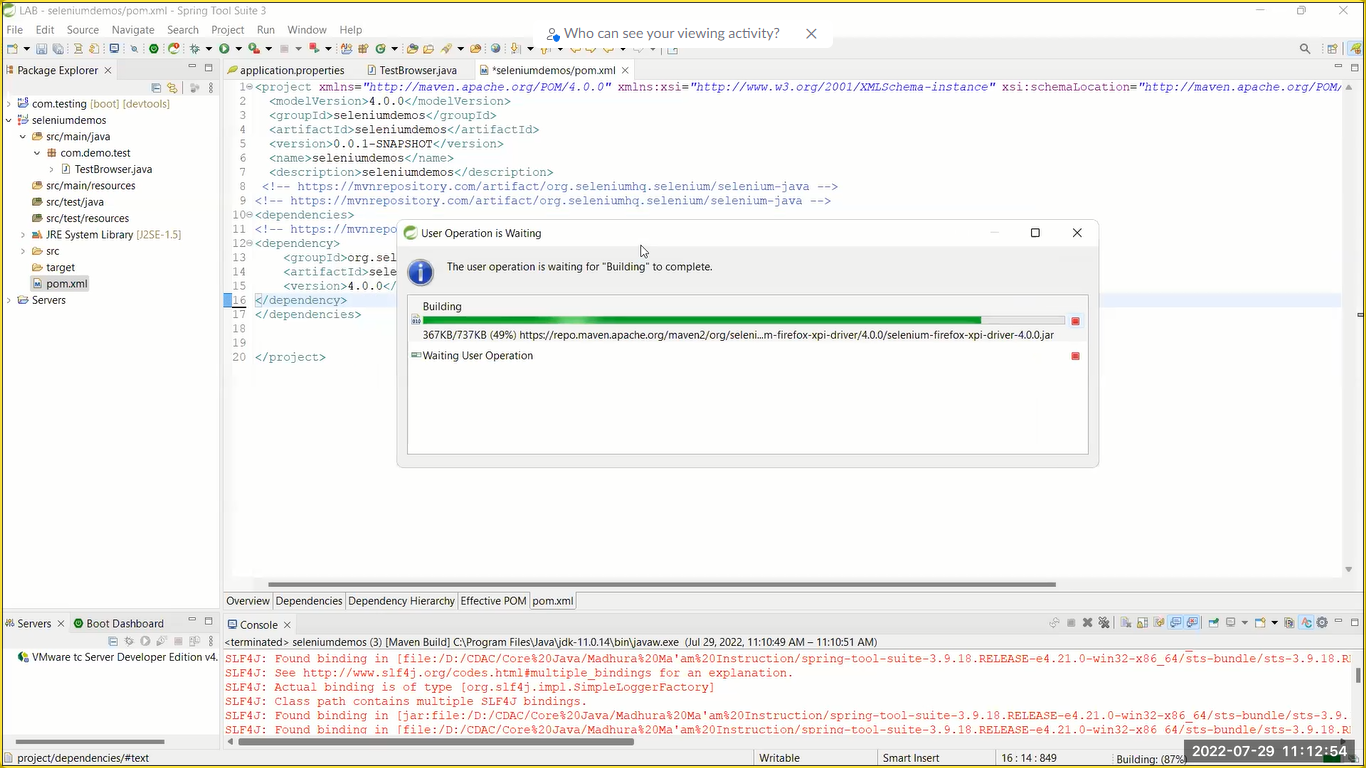 LAB - seleniumdemos/pom.xml - Spring Tool Suite 3
File Edit Source Navigate Search Project Run Window Help
Who can see your viewing activity?
Package Explorer
com.testing [boot] [devtools]
seleniumdemos
src/main/java
com.demo.test
TestBrowser.java
src/main/resources
src/test/java
src/test/resources
JRE System Library [J2SE-1.5]
src
target
pom.xml
Servers
application.properties TestBrowser.java *seleniumdemos/pom.xml
1 <project xmlns="http://maven.apache.org/POM/4.0.0" xmlns:xsi="http://www.w3.org/2001/XMLSchema-instance" xsi:schemaLocation="http://maven.apache.org/POM/
2 <modelVersion>4.0.0</modelVersion>
3 <groupId>seleniumdemos</groupId>
4 <artifactId>seleniumdemos</artifactId>
5 <version>0.0.1-SNAPSHOT</version>
6 <name>seleniumdemos</name>
7 <description>seleniumdemos</description>
8 <!-- https://mvnrepository.com/artifact/org.seleniumhq.selenium/selenium-java -->
9 <!-- https://mvnrepository.com/artifact/org.seleniumhq.selenium/selenium-java -->
10 <dependencies>
11 <!-- https://mvnrepo
12 <dependency>
13 <groupId>org.sel
14 <artifactId>sele
15 <version>4.0.0</
16 </dependency>
17 </dependencies>
18
19
20 </project>
User Operation is Waiting
The user operation is waiting for "Building" to complete.
Building
367KB/737KB (49%) https://repo.maven.apache.org/maven2/org/seleni...m-firefox-xpi-driver/4.0.0/selenium-firefox-xpi-driver-4.0.0.jar
Waiting User Operation
Overview Dependencies Dependency Hierarchy Effective POM pom.xml
Servers Boot Dashboard
VMware tc Server Developer Edition v4.
Console
<terminated> seleniumdemos (3) [Maven Build] C:\Program Files\Java\jdk-11.0.14\bin\javaw.exe (Jul 29, 2022, 11:10:49 AM – 11:10:51 AM)
SLF4J: Found binding in [file:/D:/CDAC/Core%20Java/Madhura%20Ma'am%20Instruction/spring-tool-suite-3.9.18.RELEASE-e4.21.0-win32-x86_64/sts-bundle/sts-3.9.18.R
SLF4J: See http://www.slf4j.org/codes.html#multiple_bindings for an explanation.
SLF4J: Actual binding is of type [org.slf4j.impl.SimpleLoggerFactory]
SLF4J: Class path contains multiple SLF4J bindings.
SLF4J: Found binding in [jar:file:/D:/CDAC/Core%20Java/Madhura%20Ma'am%20Instruction/spring-tool-suite-3.9.18.RELEASE-e4.21.0-win32-x86_64/sts-bundle/sts-3.9.
SLF4J: Found binding in [file:/D:/CDAC/Core%20Java/Madhura%20Ma'am%20Instruction/spring-tool-suite-3.9.18.RELEASE-e4.21.0-win32-x86_64/sts-bundle/sts-3.9.18.R
project/dependencies/#text Writable Smart Insert 16 : 14 : 849 Building: (87%)
2022-07-29 11:12:54